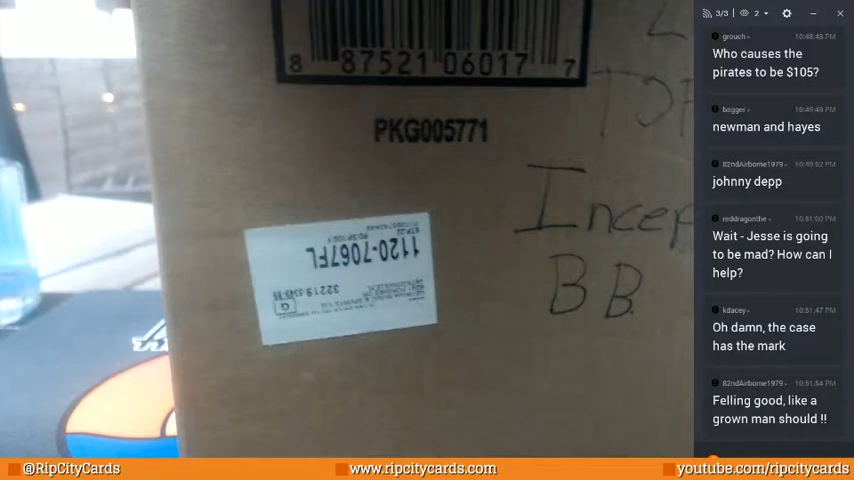 8 87521 06017 7
PKG005771
1120-7067FL
32219
Incep
B B.
3/3
2
grouch
10:48:48 PM
Who causes the
pirates to be $105?
bagger
10:49:49 PM
newman and hayes
82ndAirborne1979
10:49:52 PM
johnny depp
reddragonthe
10:51:00 PM
Wait - Jesse is going
to be mad? How can I
help?
kdacey
10:51:47 PM
Oh damn, the case
has the mark
82ndAirborne1979
10:51:54 PM
Felling good, like a
grown man should !!
@RipCityCards
www.ripcitycards.com
youtube.com/ripcitycards